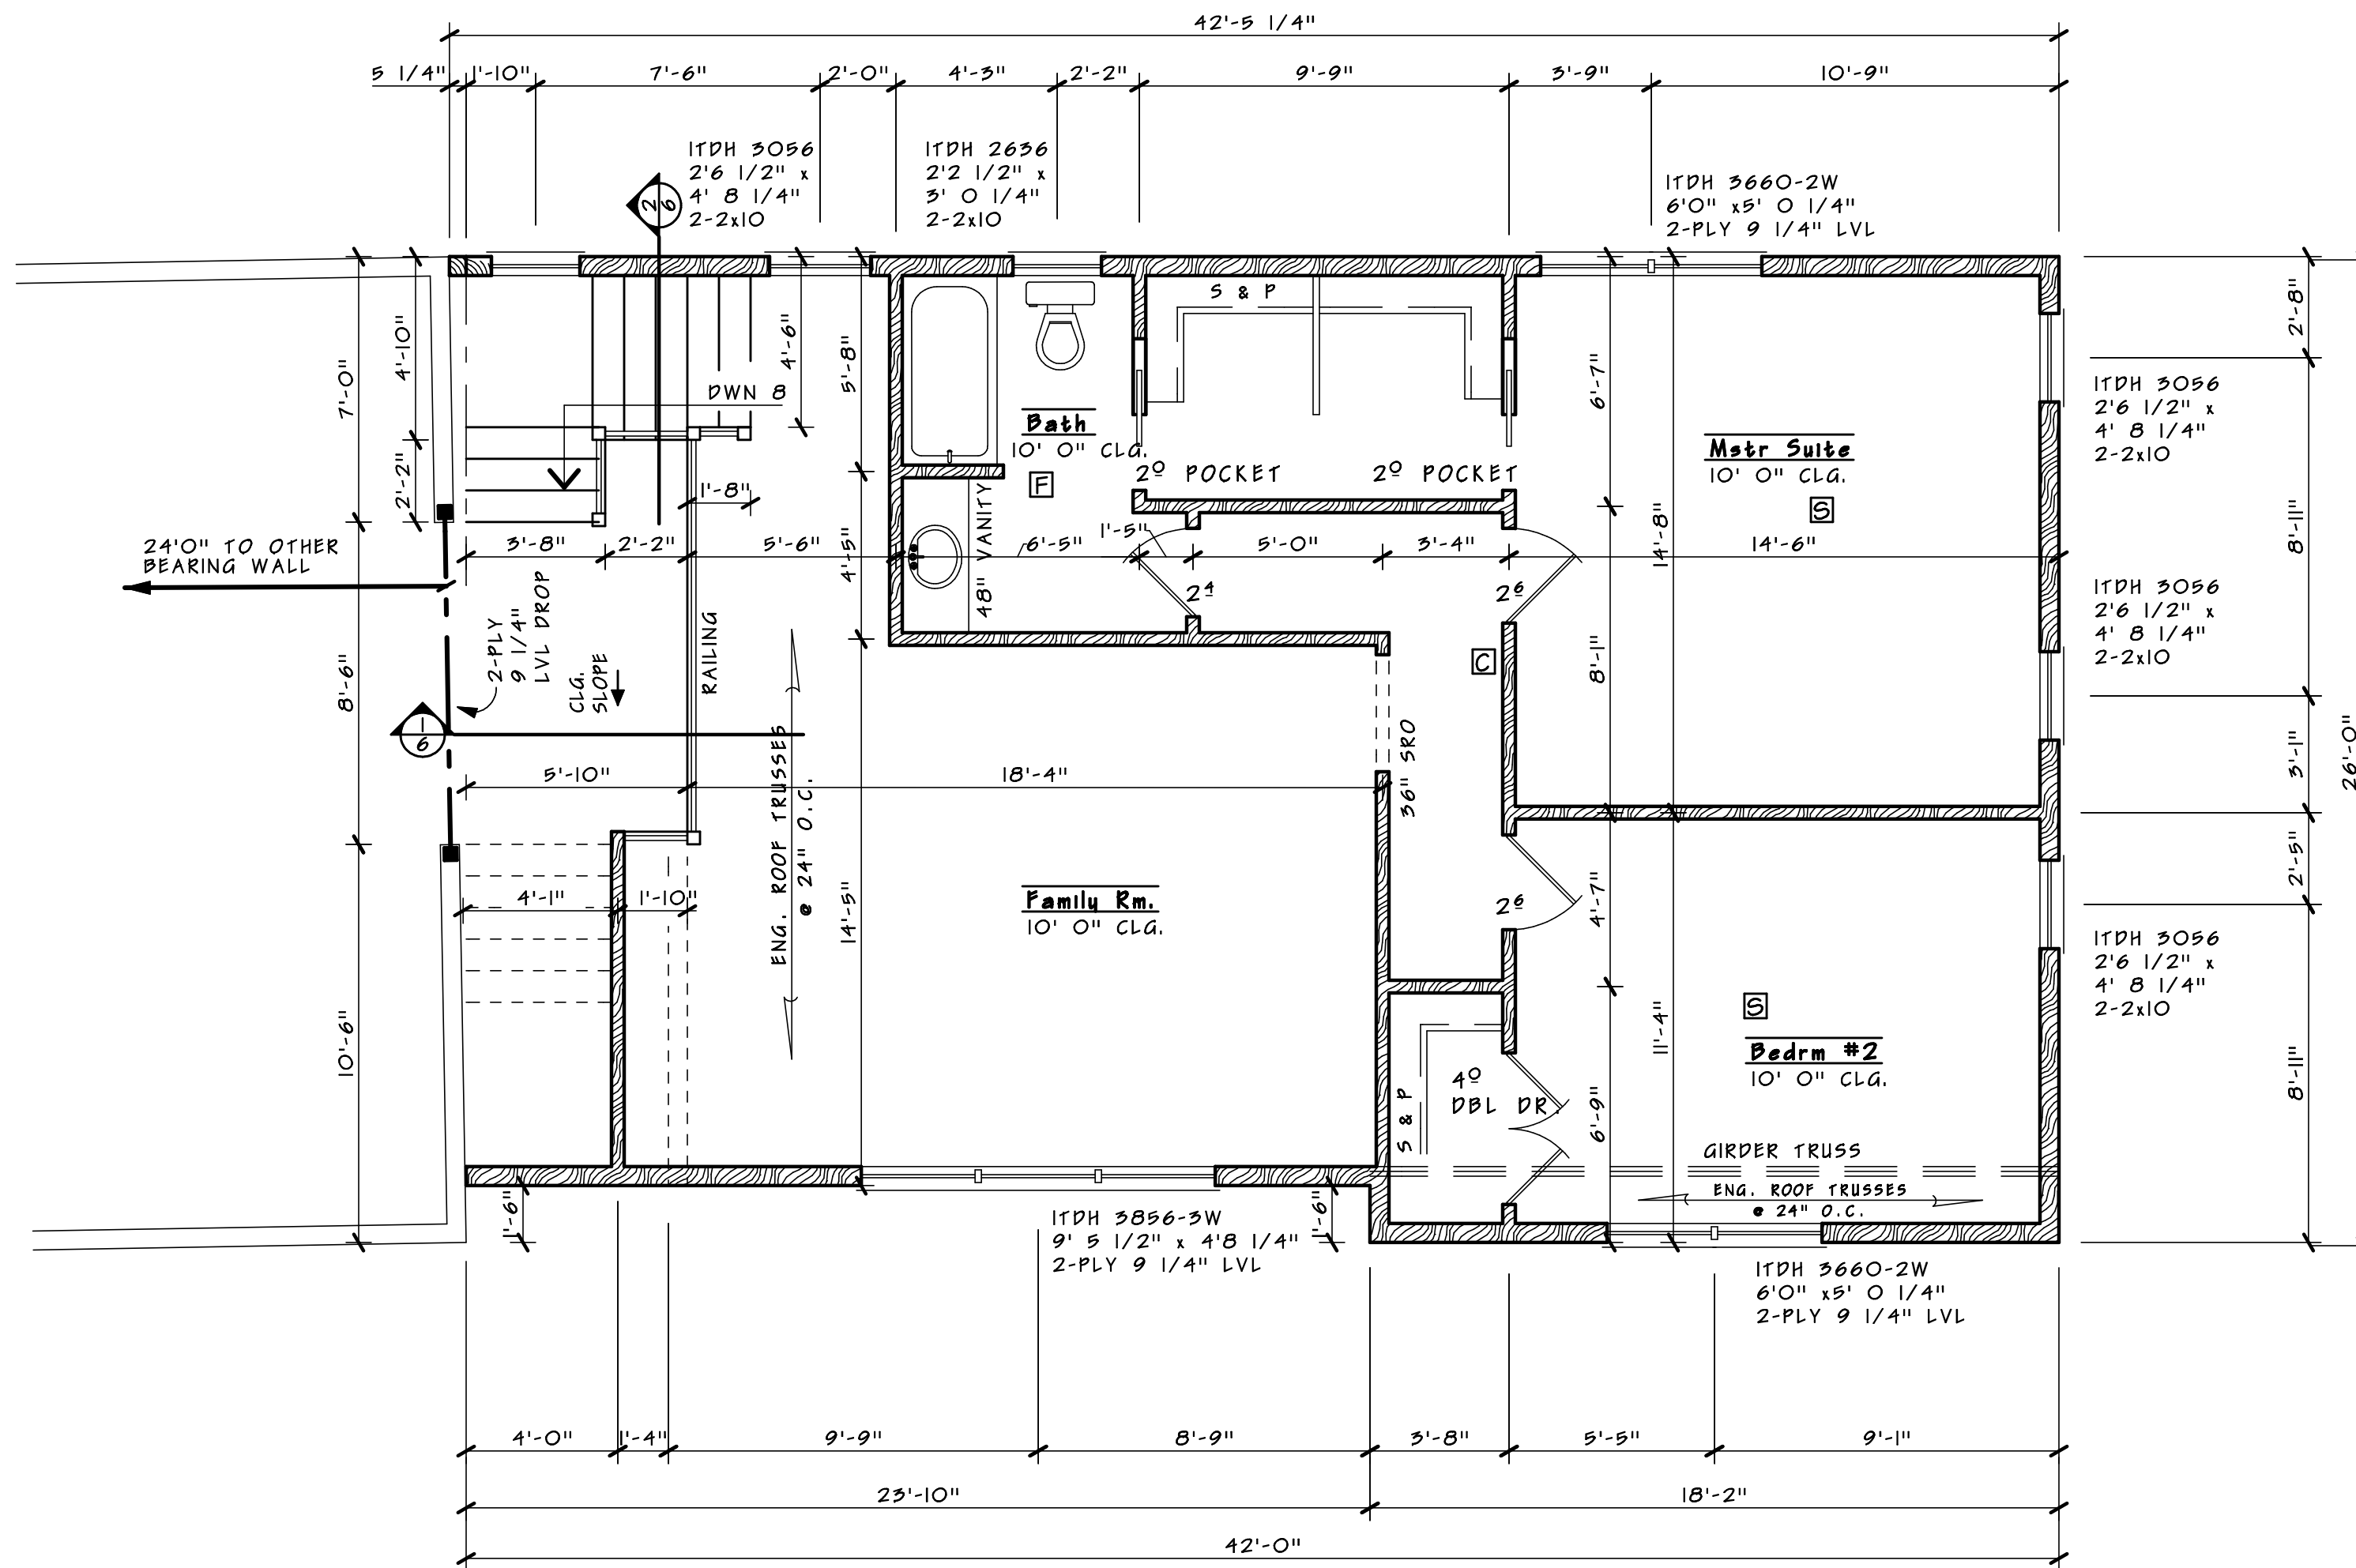 42'-5 1/4"
5 1/4"
1'-10"
7'-6"
2'-0"
4'-3"
2'-2"
9'-9"
3'-9"
10'-9"
ITDH 3056
2'6 1/2" x
4' 8 1/4"
2-2x10
ITDH 2636
2'2 1/2" x
3' 0 1/4"
2-2x10
ITDH 3660-2W
6'0" x5' 0 1/4"
2-PLY 9 1/4" LVL
2
6
S & P
7'-0"
4'-10"
2'-2"
4'-6"
5'-8"
DWN 8
Bath
10' 0" CLG.
F
2º POCKET
2º POCKET
6'-7"
Mstr Suite
10' 0" CLG.
S
2'-8"
ITDH 3056
2'6 1/2" x
4' 8 1/4"
2-2x10
8'-11"
1'-8"
48" VANITY
24'0" TO OTHER
BEARING WALL
3'-8"
2'-2"
5'-6"
4'-5"
6'-5"
1'-5"
5'-0"
3'-4"
14'-8"
14'-6"
2⁴
2⁶
ITDH 3056
2'6 1/2" x
4' 8 1/4"
2-2x10
2-PLY
9 1/4"
LVL DROP
CLG.
SLOPE
RAILING
8'-6"
8'-1"
C
1
6
36" SRO
3'-1"
26'-0"
5'-10"
18'-4"
ENG. ROOF TRUSSES
@ 24" O.C.
4'-1"
1'-10"
14'-5"
Family Rm.
10' 0" CLG.
2⁶
4'-7"
2'-5"
ITDH 3056
2'6 1/2" x
4' 8 1/4"
2-2x10
10'-6"
11'-4"
S
Bedrm #2
10' 0" CLG.
8'-11"
4º
DBL DR.
S & P
6'-9"
GIRDER TRUSS
ENG. ROOF TRUSSES
@ 24" O.C.
1'-6"
1'-6"
ITDH 3856-3W
9' 5 1/2" x 4'8 1/4"
2-PLY 9 1/4" LVL
ITDH 3660-2W
6'0" x5' 0 1/4"
2-PLY 9 1/4" LVL
4'-0"
1'-4"
9'-9"
8'-9"
3'-8"
5'-5"
9'-1"
23'-10"
18'-2"
42'-0"